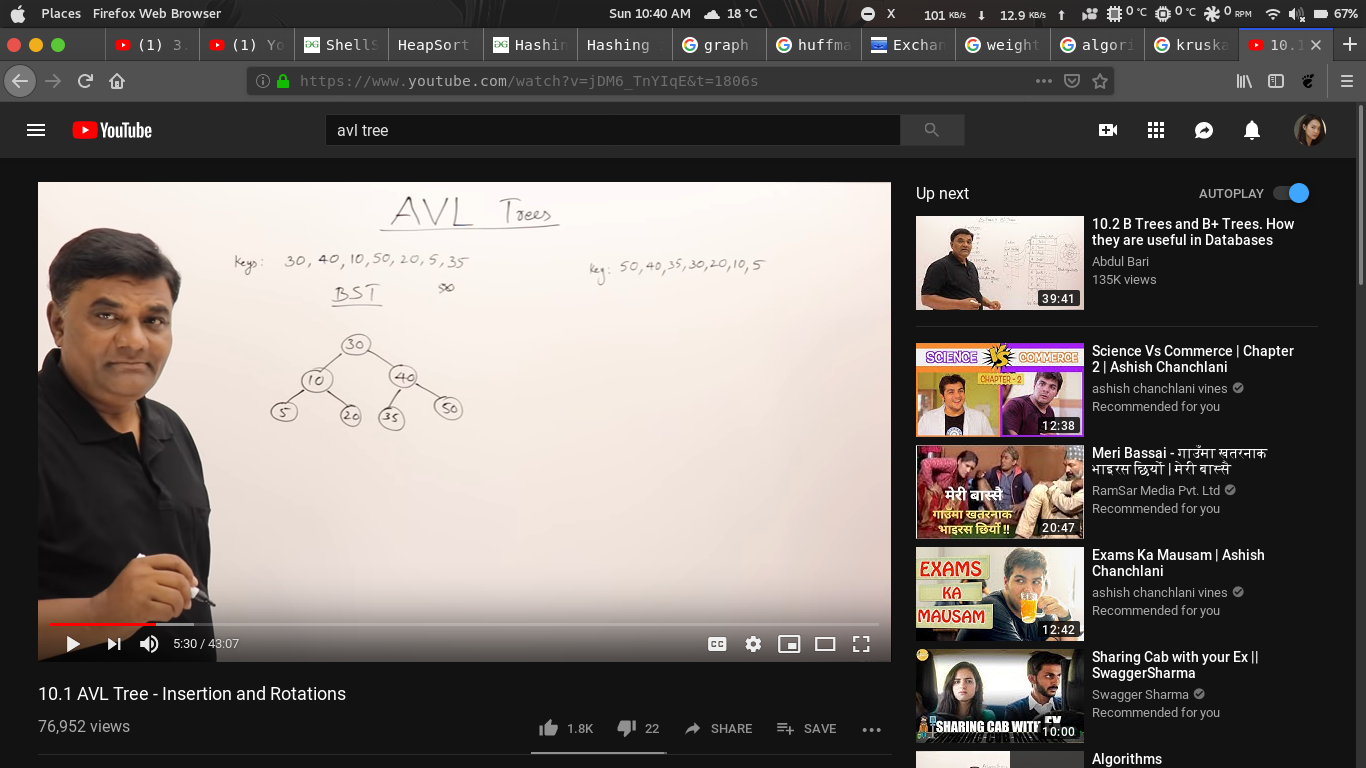 Places Firefox Web Browser Sun 10:40 AM 18 °C X 101 KB/s ↓ 12.9 KB/s ↑ 0 °C 0 °C 0 RPM 67%
(1) 3. (1) Yo ShellS HeapSort Hashin Hashing graph huffma Exchan weight algori kruska 10.1
https://www.youtube.com/watch?v=jDM6_TnYIqE&t=1806s
YouTube
avl tree
AVL Trees
Keys: 30, 40, 10, 50, 20, 5, 35
Key: 50, 40, 35, 30, 20, 10, 5
BST
30
10 40
5 20 35 50
5:30 / 43:07
CC
10.1 AVL Tree - Insertion and Rotations
76,952 views
1.8K 22 SHARE SAVE
Up next AUTOPLAY
39:41
10.2 B Trees and B+ Trees. How
they are useful in Databases
Abdul Bari
135K views
SCIENCE VS COMMERCE
CHAPTER - 2
12:38
Science Vs Commerce | Chapter
2 | Ashish Chanchlani
ashish chanchlani vines
Recommended for you
मेरी बास्सै
गाउँमा खतरनाक
भाइरस छिर्यो !!
20:47
Meri Bassai - गाउँमा खतरनाक
भाइरस छिर्यो | मेरी बास्सै
RamSar Media Pvt. Ltd
Recommended for you
EXAMS
KA
MAUSAM
12:42
Exams Ka Mausam | Ashish
Chanchlani
ashish chanchlani vines
Recommended for you
SHARING CAB WITH EX
10:00
Sharing Cab with your Ex ||
SwaggerSharma
Swagger Sharma
Recommended for you
Algorithms